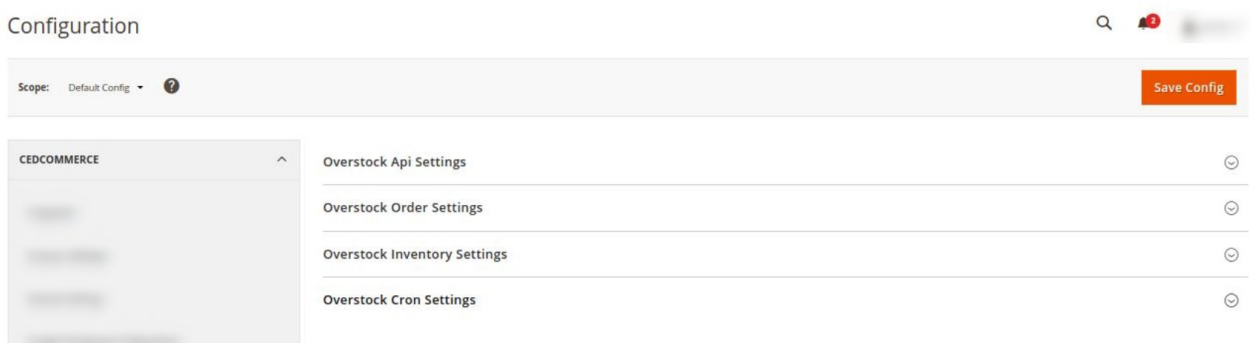 Configuration
2
Scope: Default Config ?
Save Config
CEDCOMMERCE
Overstock Api Settings
Overstock Order Settings
Overstock Inventory Settings
Overstock Cron Settings